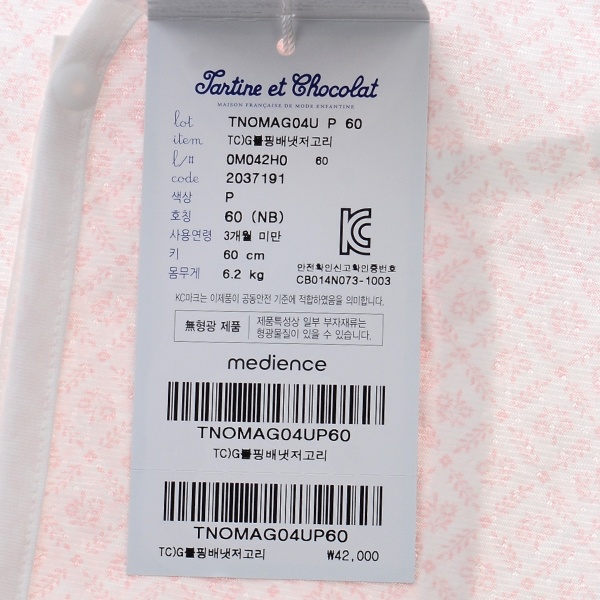 Tartine et Chocolat
MAISON FRANÇAISE DE MODE ENFANTINE
lot TNOMAG04U P 60
item TC)G볼핑배냇저고리
l/# 0M042H0 60
code 2037191
색상 P
호칭 60 (NB)
사용연령 3개월 미만
키 60 cm
몸무게 6.2 kg
안전확인신고확인증번호
CB014N073-1003
KC마크는 이제품이 공동안전 기준에 적합하였음을 의미합니다.
無형광 제품
제품특성상 일부 부자재류는
형광물질이 있을 수 있습니다.
medience
TNOMAG04UP60
TC)G볼핑배냇저고리
TNOMAG04UP60
TC)G볼핑배냇저고리 ₩42,000